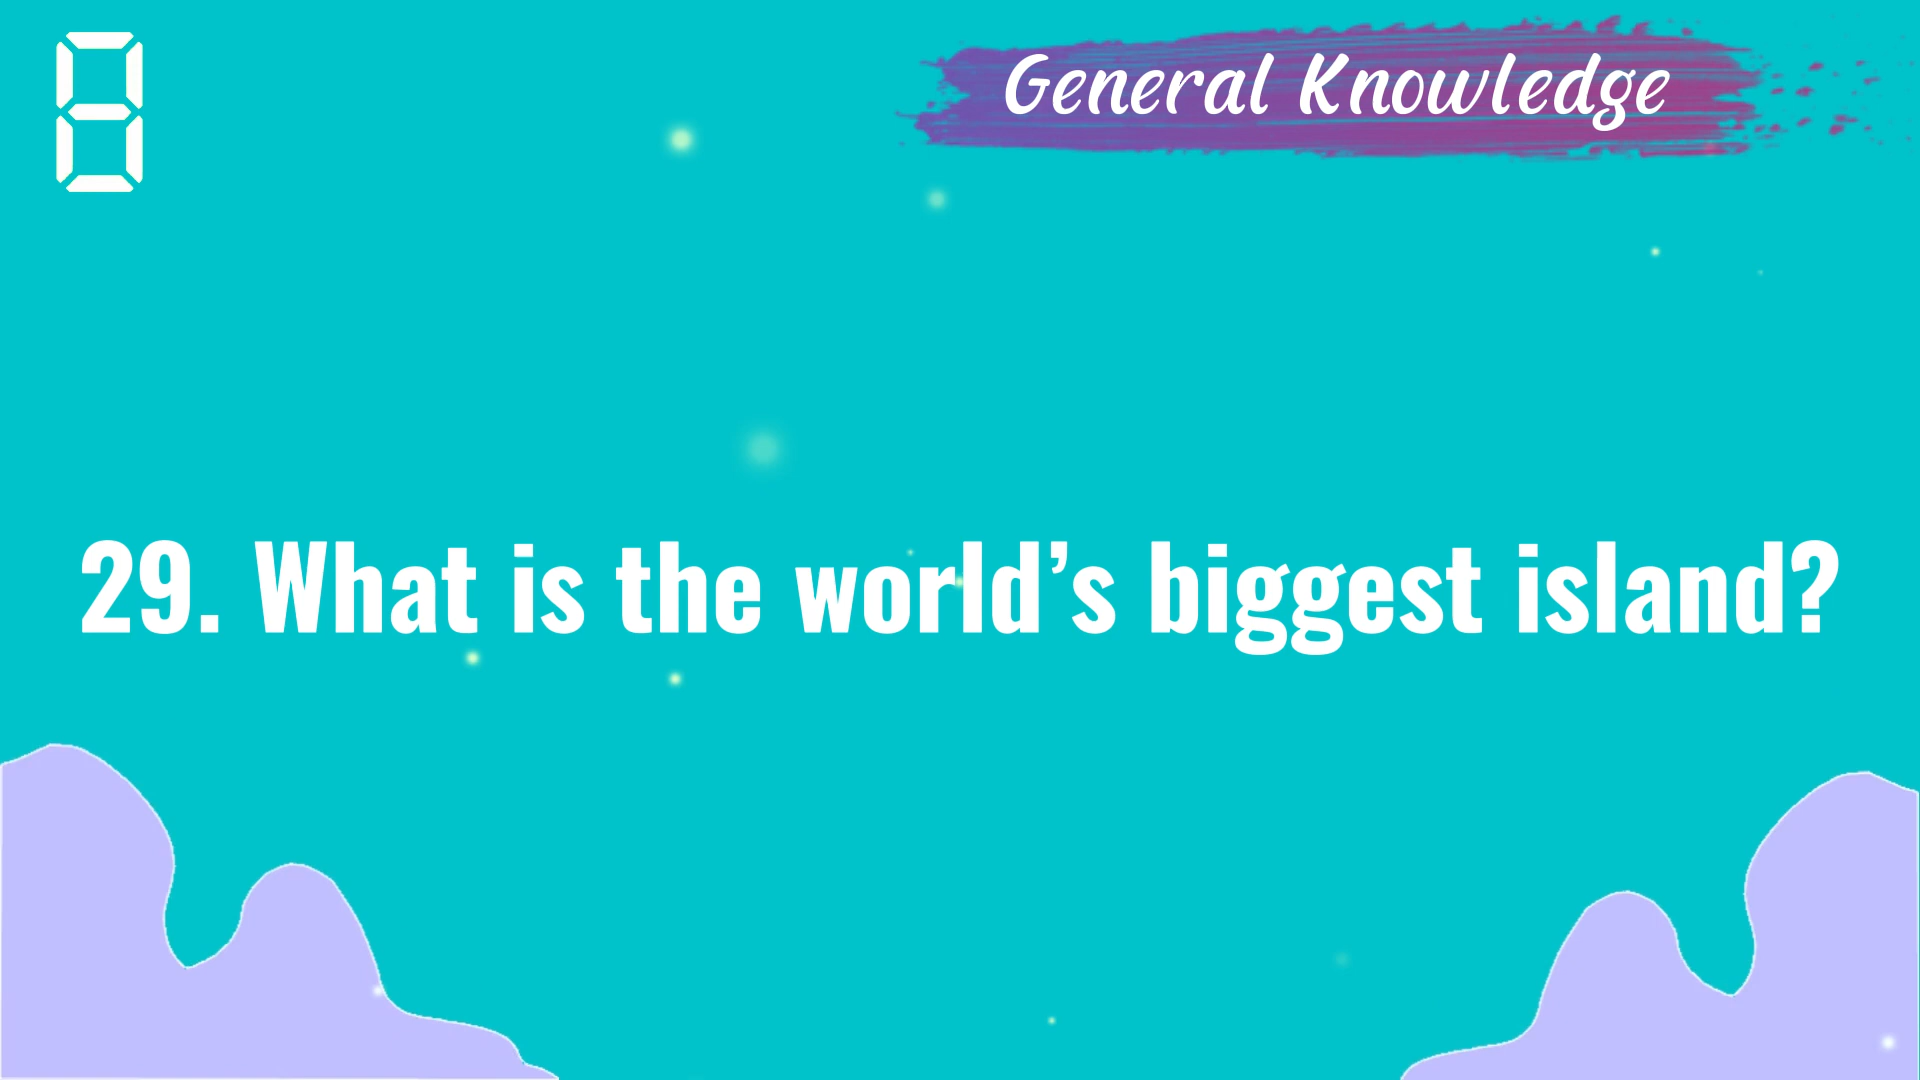 8
General Knowledge
29. What is the world’s biggest island?